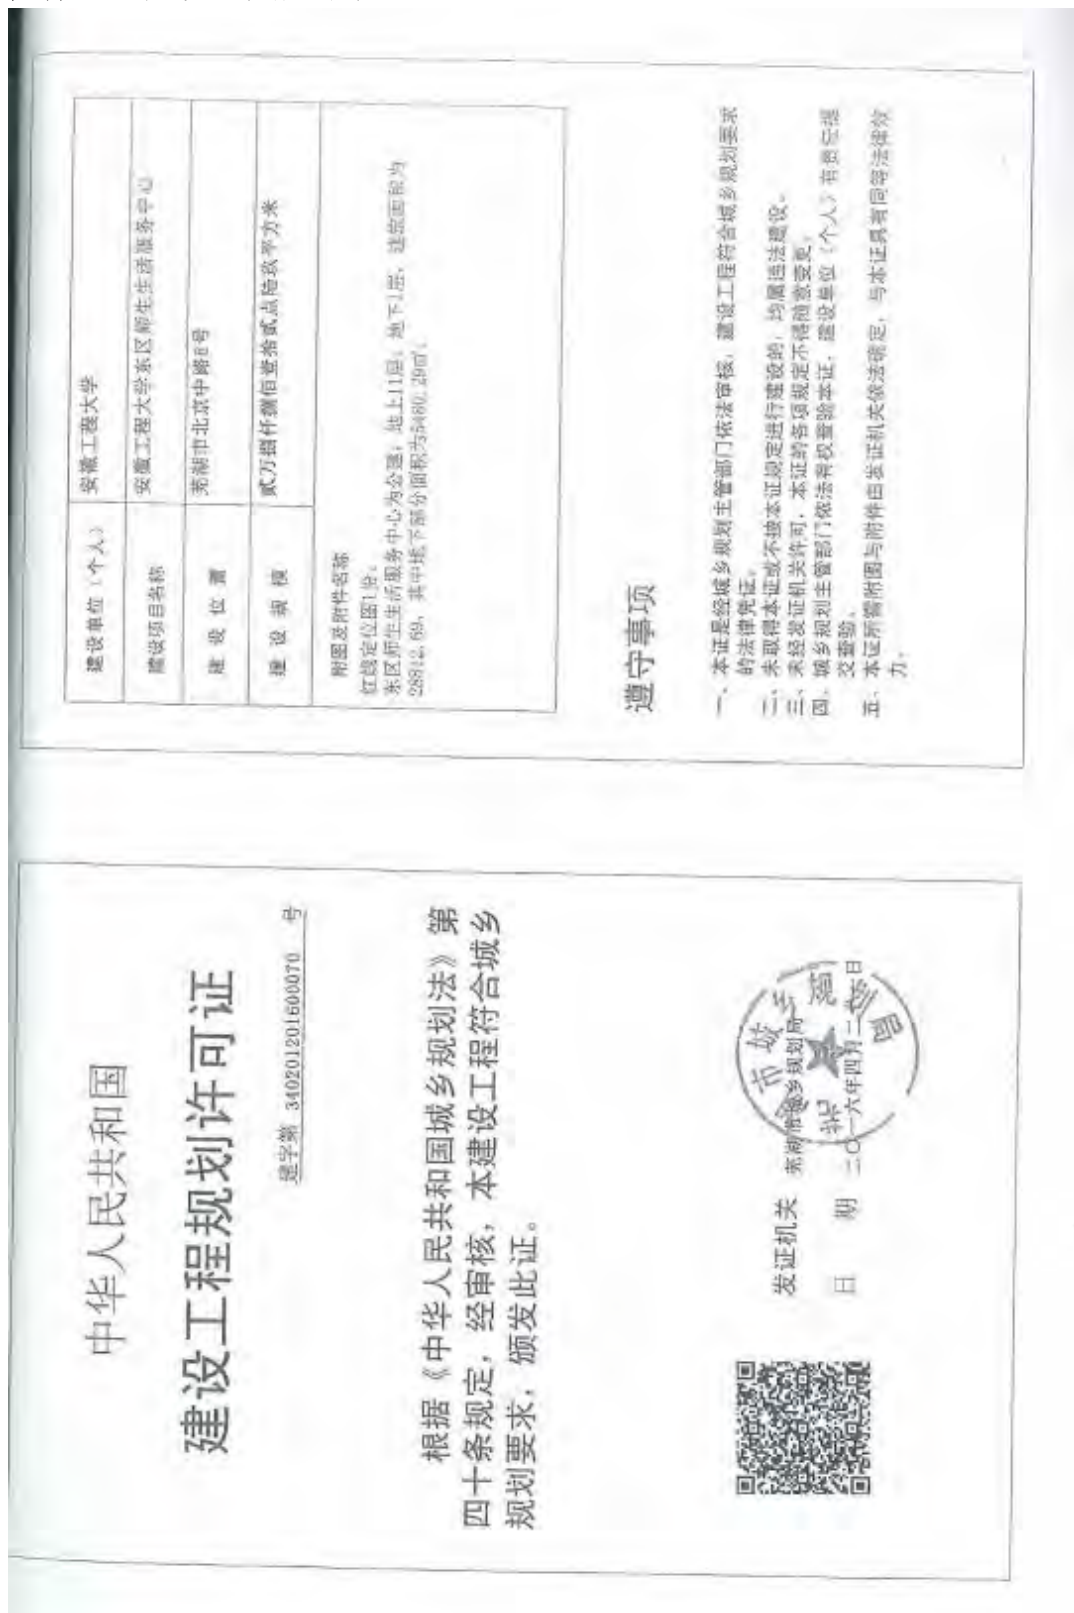 中华人民共和国
建设工程规划许可证
建字第 340201201600070 号
根据《中华人民共和国城乡规划法》第
四十条规定，经审核，本建设工程符合城乡
规划要求，颁发此证。
发证机关 芜湖市城乡规划局
日 期 二〇一六年四月二日
建设单位（个人） 安徽工程大学
建设项目名称 安徽工程大学东区师生生活服务中心
建设位置 芜湖市北京中路8号
建设规模 贰万捌仟捌佰壹拾贰点陆玖平方米
附图及附件名称
红线定位图1份。
东区师生生活服务中心为公建；地上11层；地下1层，建筑面积为
28812.69，其中地下部分面积为5480.29㎡。
遵守事项
一、本证是经城乡规划主管部门依法审核，建设工程符合城乡规划要求
的法律凭证。
二、未取得本证或不按本证规定进行建设的，均属违法建设。
三、未经发证机关许可，本证的各项规定不得随意变更。
四、城乡规划主管部门依法有权查验本证，建设单位（个人）有责任提
交查验。
五、本证所需附图与附件由发证机关依法确定，与本证具有同等法律效
力。